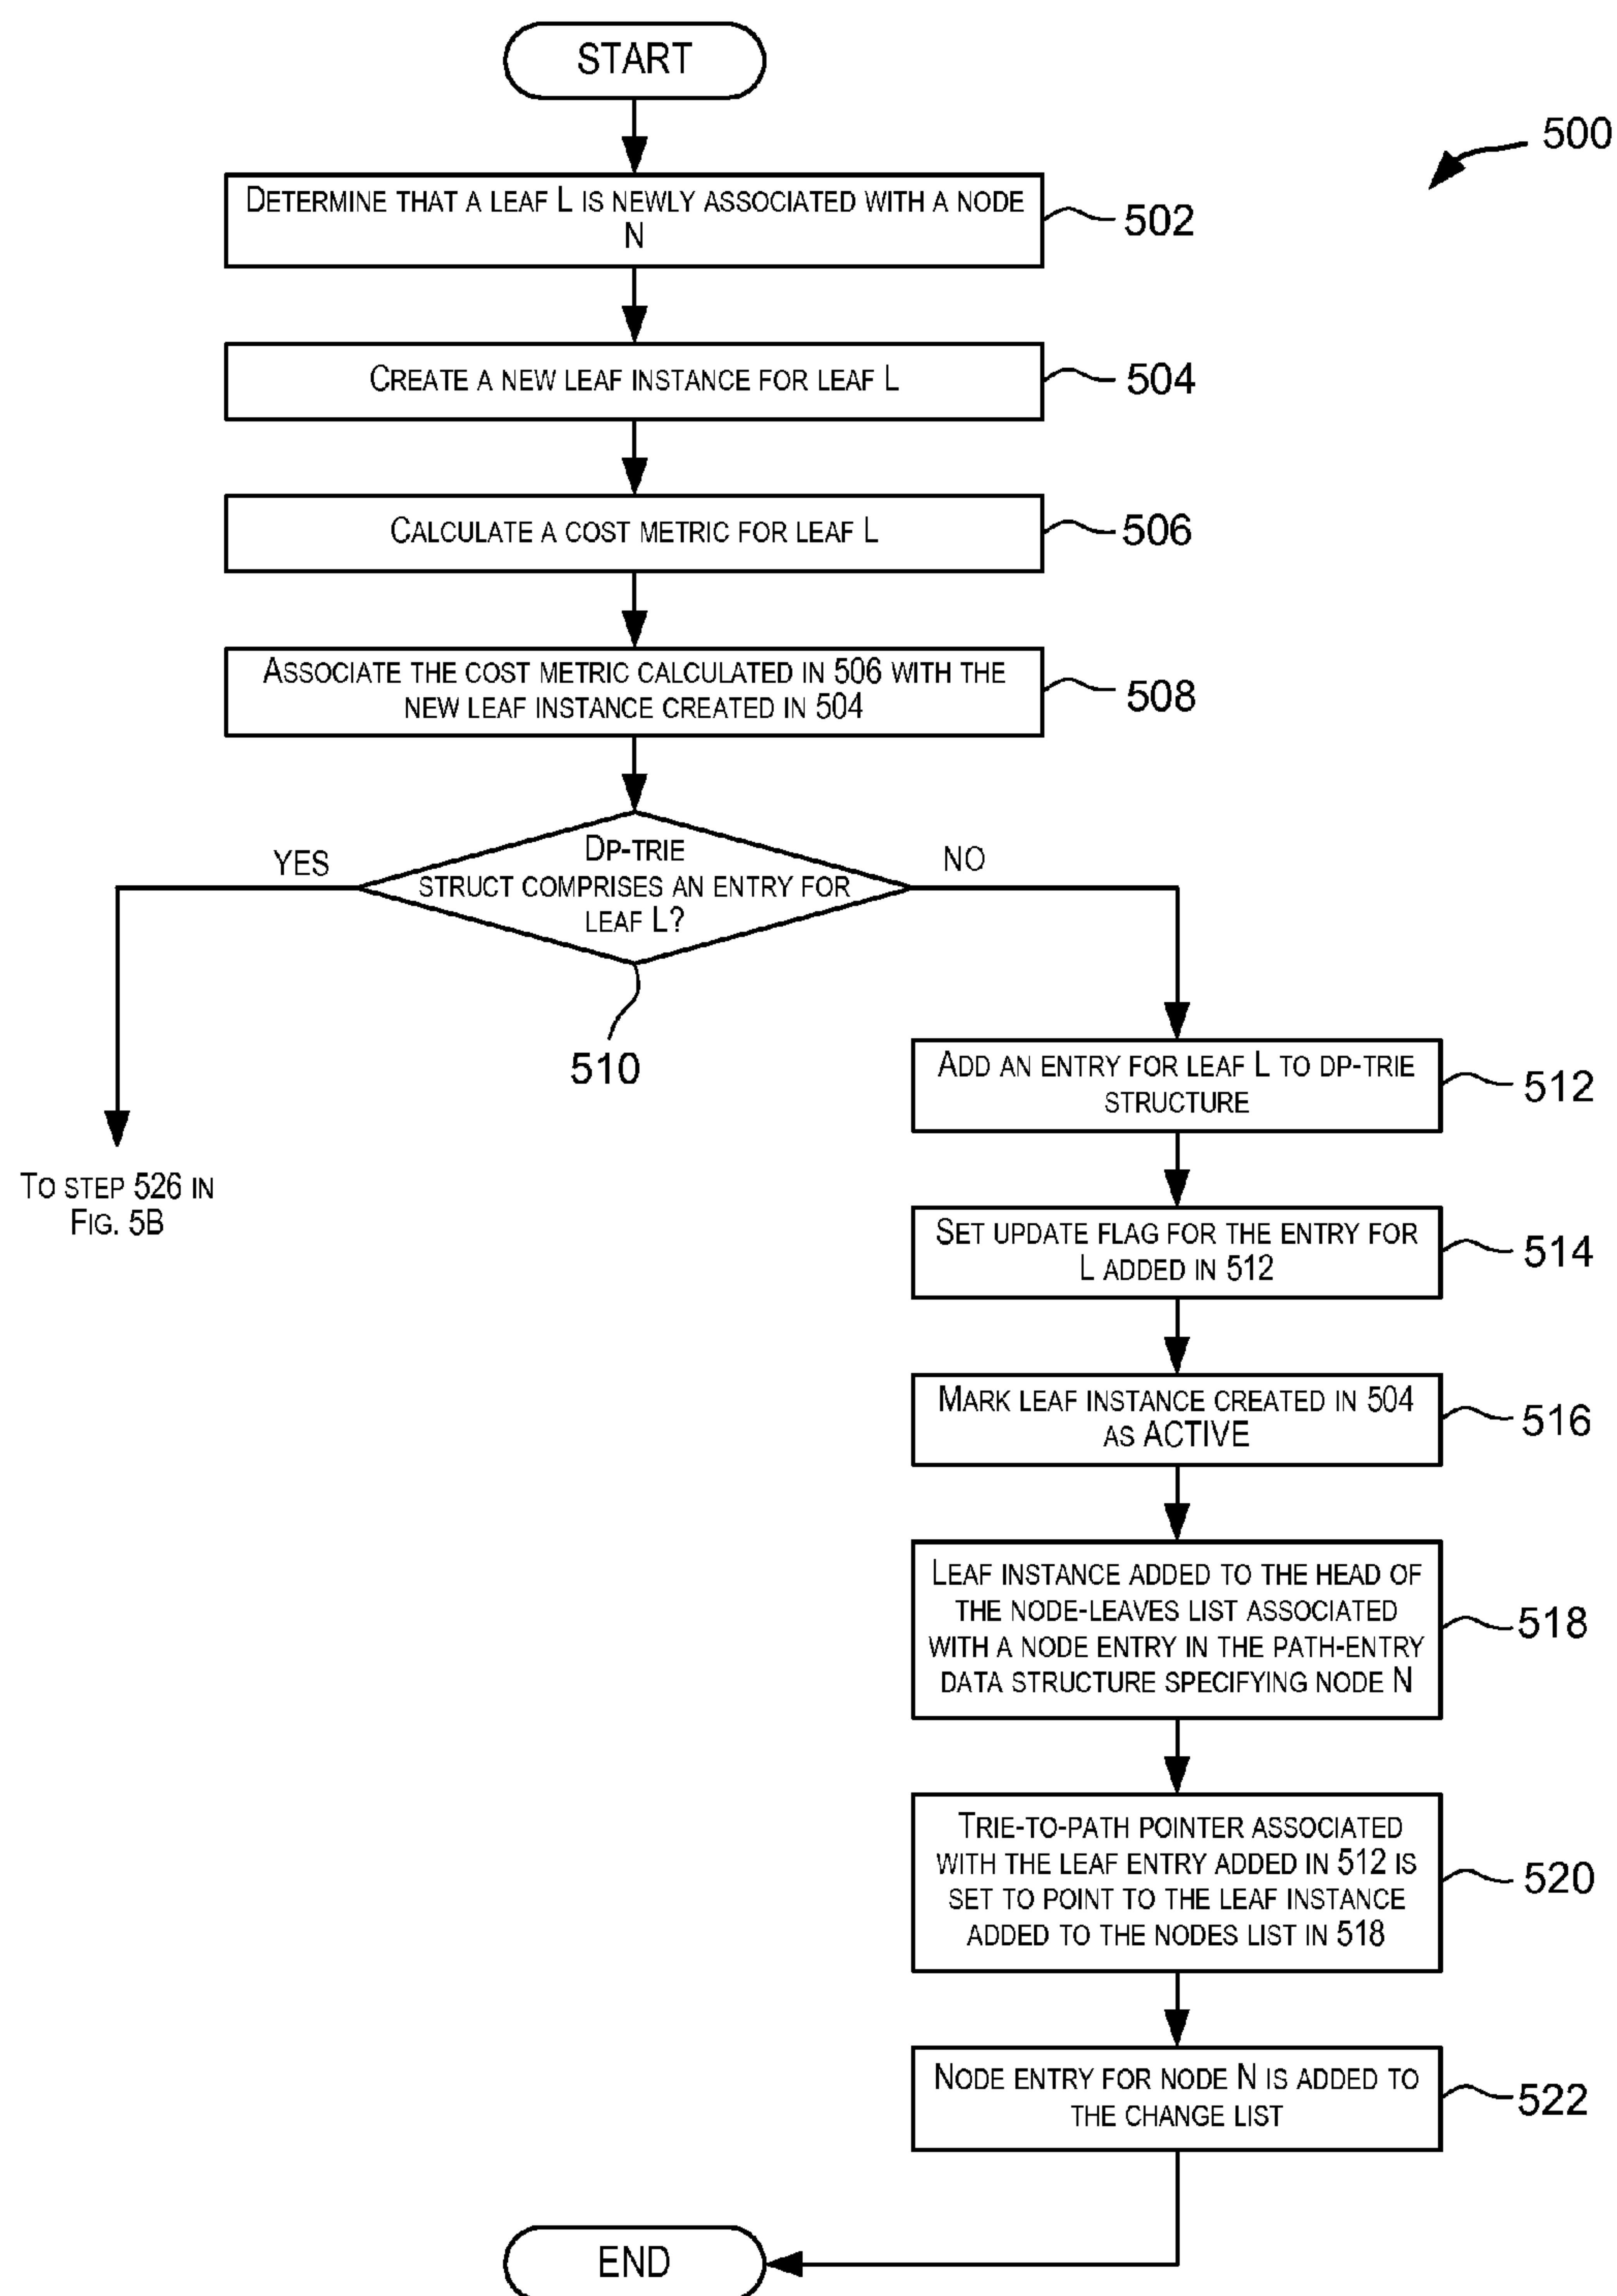 START
500
DETERMINE THAT A LEAF L IS NEWLY ASSOCIATED WITH A NODE
N
502
CREATE A NEW LEAF INSTANCE FOR LEAF L
504
CALCULATE A COST METRIC FOR LEAF L
506
ASSOCIATE THE COST METRIC CALCULATED IN 506 WITH THE
NEW LEAF INSTANCE CREATED IN 504
508
YES
DP-TRIE
STRUCT COMPRISES AN ENTRY FOR
LEAF L?
NO
510
TO STEP 526 IN
FIG. 5B
ADD AN ENTRY FOR LEAF L TO DP-TRIE
STRUCTURE
512
SET UPDATE FLAG FOR THE ENTRY FOR
L ADDED IN 512
514
MARK LEAF INSTANCE CREATED IN 504
AS ACTIVE
516
LEAF INSTANCE ADDED TO THE HEAD OF
THE NODE-LEAVES LIST ASSOCIATED
WITH A NODE ENTRY IN THE PATH-ENTRY
DATA STRUCTURE SPECIFYING NODE N
518
TRIE-TO-PATH POINTER ASSOCIATED
WITH THE LEAF ENTRY ADDED IN 512 IS
SET TO POINT TO THE LEAF INSTANCE
ADDED TO THE NODES LIST IN 518
520
NODE ENTRY FOR NODE N IS ADDED TO
THE CHANGE LIST
522
END